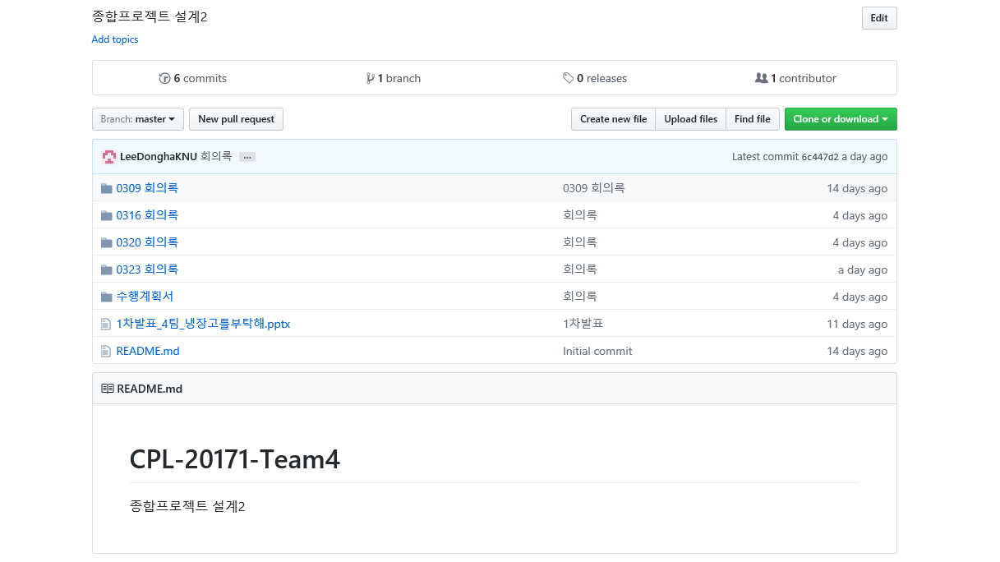 종합프로젝트 설계2 Edit
Add topics
6 commits 1 branch 0 releases 1 contributor
Branch: master New pull request Create new file Upload files Find file Clone or download
LeeDonghaKNU 회의록 ... Latest commit 6c447d2 a day ago
0309 회의록 0309 회의록 14 days ago
0316 회의록 회의록 4 days ago
0320 회의록 회의록 4 days ago
0323 회의록 회의록 a day ago
수행계획서 회의록 4 days ago
1차발표_4팀_냉장고를부탁해.pptx 1차발표 11 days ago
README.md Initial commit 14 days ago
README.md
CPL-20171-Team4
종합프로젝트 설계2